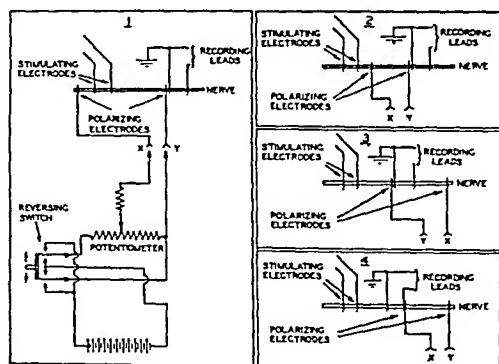 1
STIMULATING
ELECTRODES
RECORDING
LEADS
NERVE
POLARIZING
ELECTRODES
X Y
REVERSING
SWITCH
POTENTOMETER
2
STIMULATING
ELECTRODES
RECORDING
LEADS
NERVE
POLARIZING
ELECTRODES
X Y
3
STIMULATING
ELECTRODES
RECORDING
LEADS
NERVE
POLARIZING
ELECTRODES
Y X
4
STIMULATING
ELECTRODES
RECORDING
LEADS
NERVE
POLARIZING
ELECTRODES
X Y